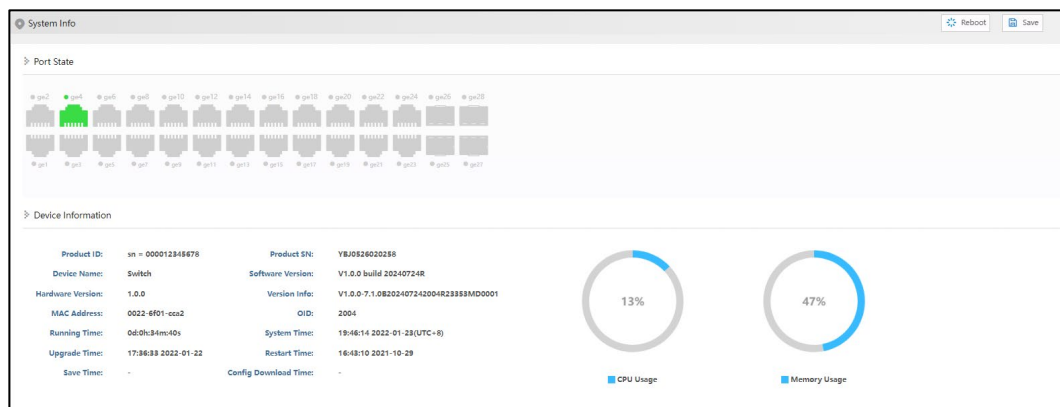 System Info
Reboot
Save
Port State
ge2 ge4 ge6 ge8 ge10 ge12 ge14 ge16 ge18 ge20 ge22 ge24 ge26 ge28
ge1 ge3 ge5 ge7 ge9 ge11 ge13 ge15 ge17 ge19 ge21 ge23 ge25 ge27
Device Information
Product ID: sn = 000012345678 Product SN: YBJ0526020258
Device Name: Switch Software Version: V1.0.0 build 20240724R
Hardware Version: 1.0.0 Version Info: V1.0.0-7.1.0B202407242004R23353MD0001
MAC Address: 0022-6f01-cca2 OID: 2004
Running Time: 0d:0h:34m:40s System Time: 19:46:14 2022-01-23(UTC+8)
Upgrade Time: 17:36:33 2022-01-22 Restart Time: 16:43:10 2021-10-29
Save Time: - Config Download Time: -
13%
47%
CPU Usage
Memory Usage